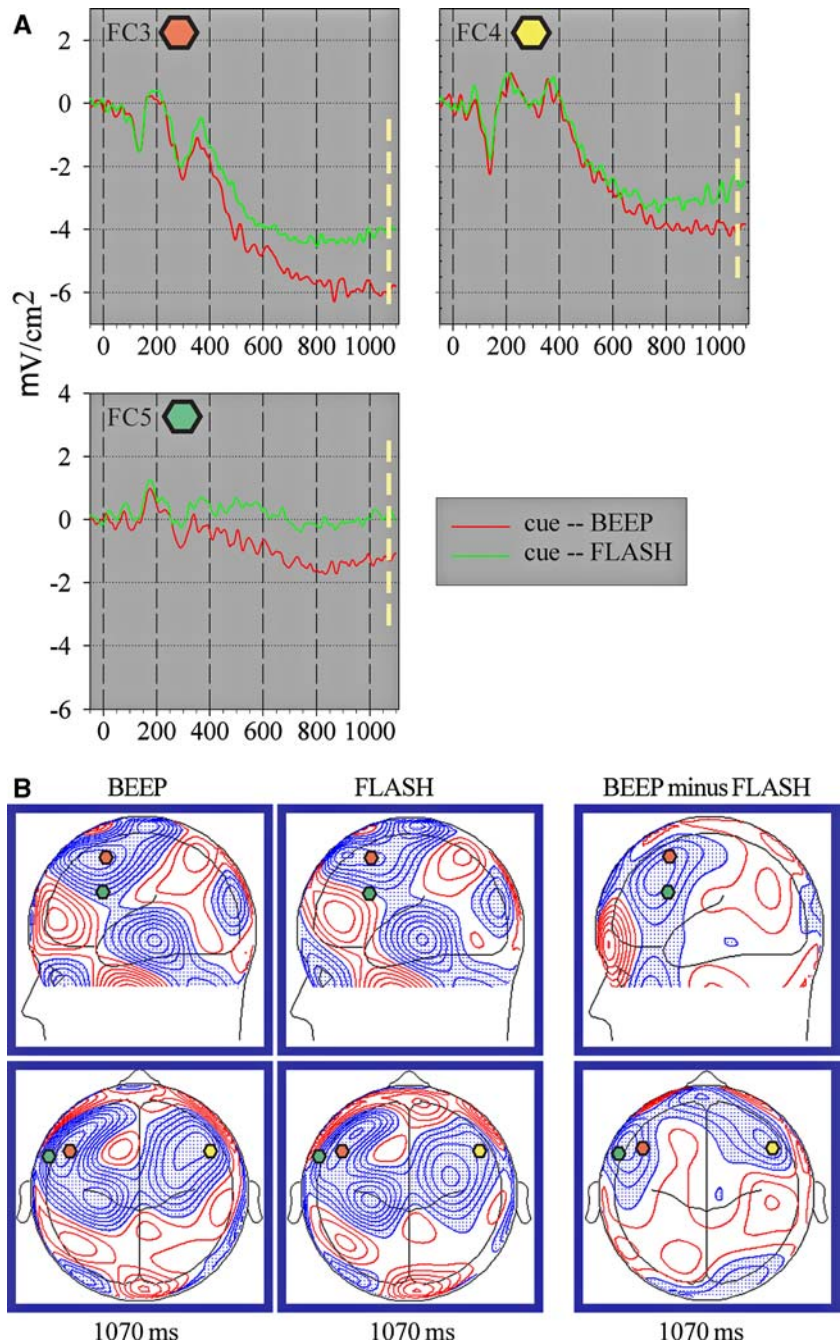 A
FC3
FC4
2
0
-2
-4
-6
0 200 400 600 800 1000
0 200 400 600 800 1000
mV/cm2
FC5
4
2
0
-2
-4
-6
0 200 400 600 800 1000
cue -- BEEP
cue -- FLASH
B
BEEP
FLASH
BEEP minus FLASH
1070 ms
1070 ms
1070 ms